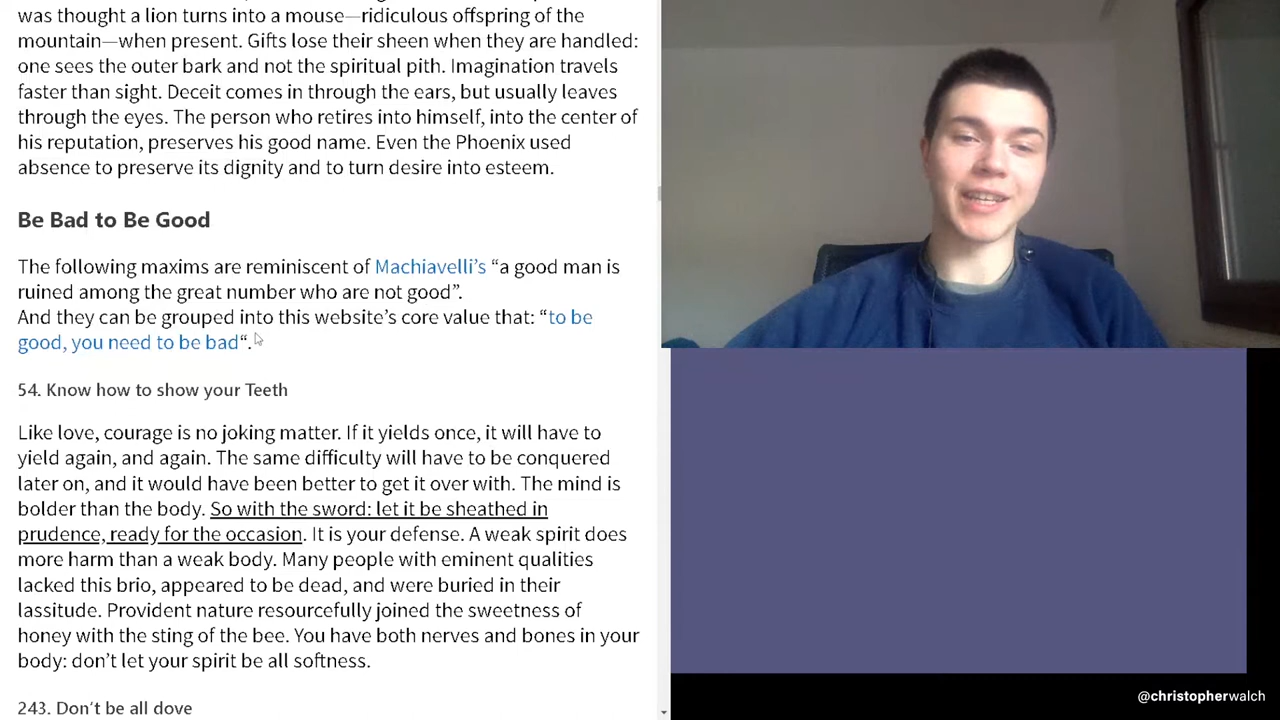 was thought a lion turns into a mouse—ridiculous offspring of the
mountain—when present. Gifts lose their sheen when they are handled:
one sees the outer bark and not the spiritual pith. Imagination travels
faster than sight. Deceit comes in through the ears, but usually leaves
through the eyes. The person who retires into himself, into the center of
his reputation, preserves his good name. Even the Phoenix used
absence to preserve its dignity and to turn desire into esteem.
Be Bad to Be Good
The following maxims are reminiscent of Machiavelli’s “a good man is
ruined among the great number who are not good”.
And they can be grouped into this website’s core value that: “to be
good, you need to be bad“.
54. Know how to show your Teeth
Like love, courage is no joking matter. If it yields once, it will have to
yield again, and again. The same difficulty will have to be conquered
later on, and it would have been better to get it over with. The mind is
bolder than the body. So with the sword: let it be sheathed in
prudence, ready for the occasion. It is your defense. A weak spirit does
more harm than a weak body. Many people with eminent qualities
lacked this brio, appeared to be dead, and were buried in their
lassitude. Provident nature resourcefully joined the sweetness of
honey with the sting of the bee. You have both nerves and bones in your
body: don’t let your spirit be all softness.
243. Don’t be all dove
@christopherwalch